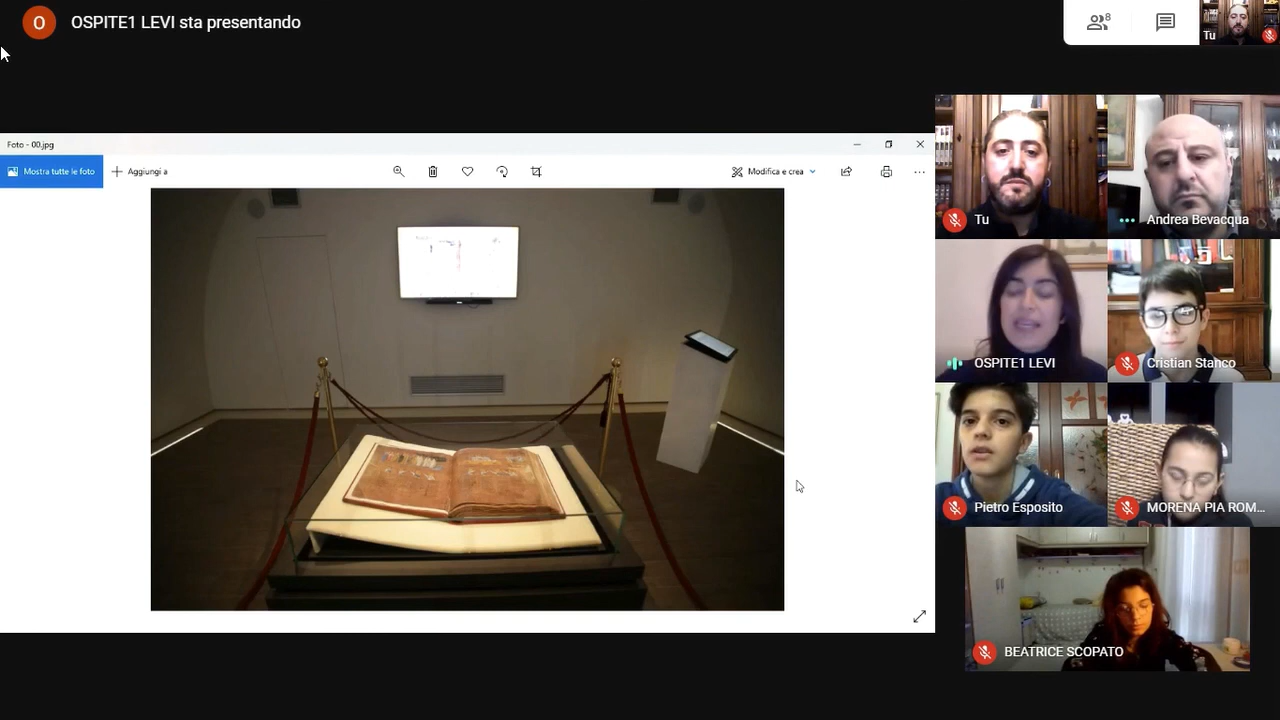 O OSPITE1 LEVI sta presentando
8
Tu
Foto - 00.jpg
Mostra tutte le foto
Aggiungi a
Modifica e crea
Tu
Andrea Bevacqua
OSPITE1 LEVI
Cristian Stanco
Pietro Esposito
MORENA PIA ROM...
BEATRICE SCOPATO